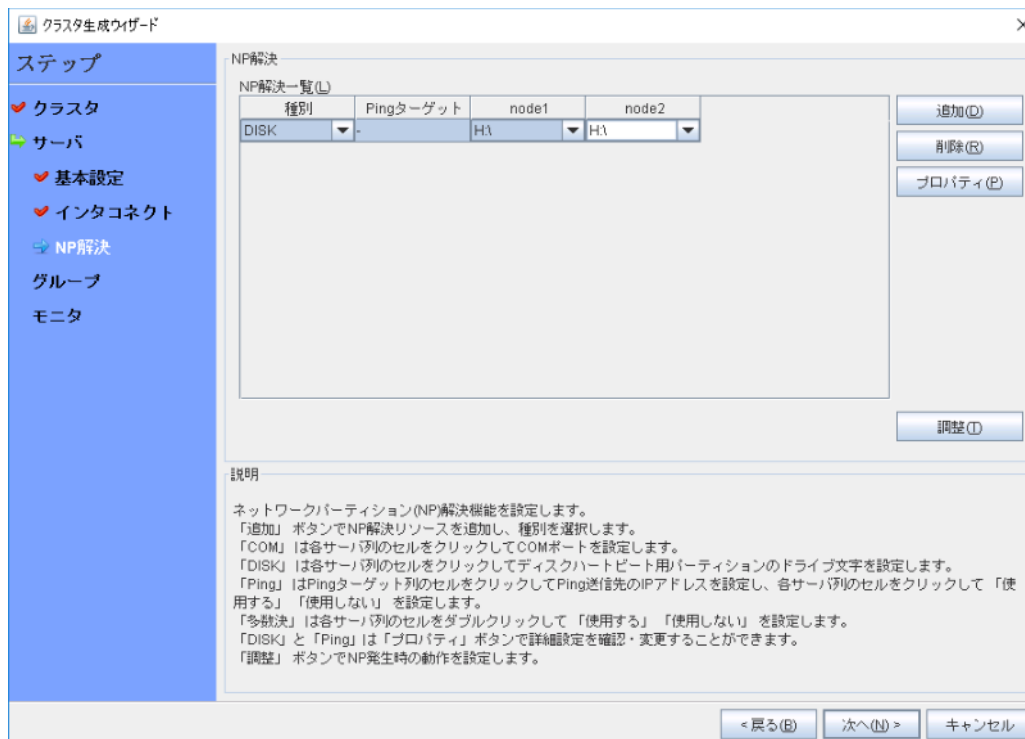 クラスタ生成ウィザード
ステップ
クラスタ
サーバ
基本設定
インタコネクト
NP解決
グループ
モニタ
NP解決
NP解決一覧(L)
種別 Pingターゲット node1 node2
DISK - H:\ H:\
追加(D)
削除(R)
プロパティ(P)
調整(T)
説明
ネットワークパーティション(NP)解決機能を設定します。
「追加」 ボタンでNP解決リソースを追加し、種別を選択します。
「COM」は各サーバ列のセルをクリックしてCOMポートを設定します。
「DISK」は各サーバ列のセルをクリックしてディスクハートビート用パーティションのドライブ文字を設定します。
「Ping」はPingターゲット列のセルをクリックしてPing送信先のIPアドレスを設定し、各サーバ列のセルをクリックして 「使
用する」 「使用しない」 を設定します。
「多数決」は各サーバ列のセルをダブルクリックして 「使用する」 「使用しない」 を設定します。
「DISK」と「Ping」は「プロパティ」ボタンで詳細設定を確認・変更することができます。
「調整」 ボタンでNP発生時の動作を設定します。
<戻る(B) 次へ(N)> キャンセル